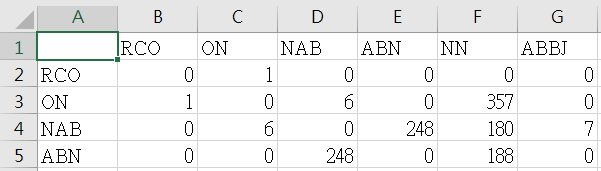 A B C D E F G
1 RCO ON NAB ABN NN ABBJ
2 RCO 0 1 0 0 0 0
3 ON 1 0 6 0 357 0
4 NAB 0 6 0 248 180 7
5 ABN 0 0 248 0 188 0